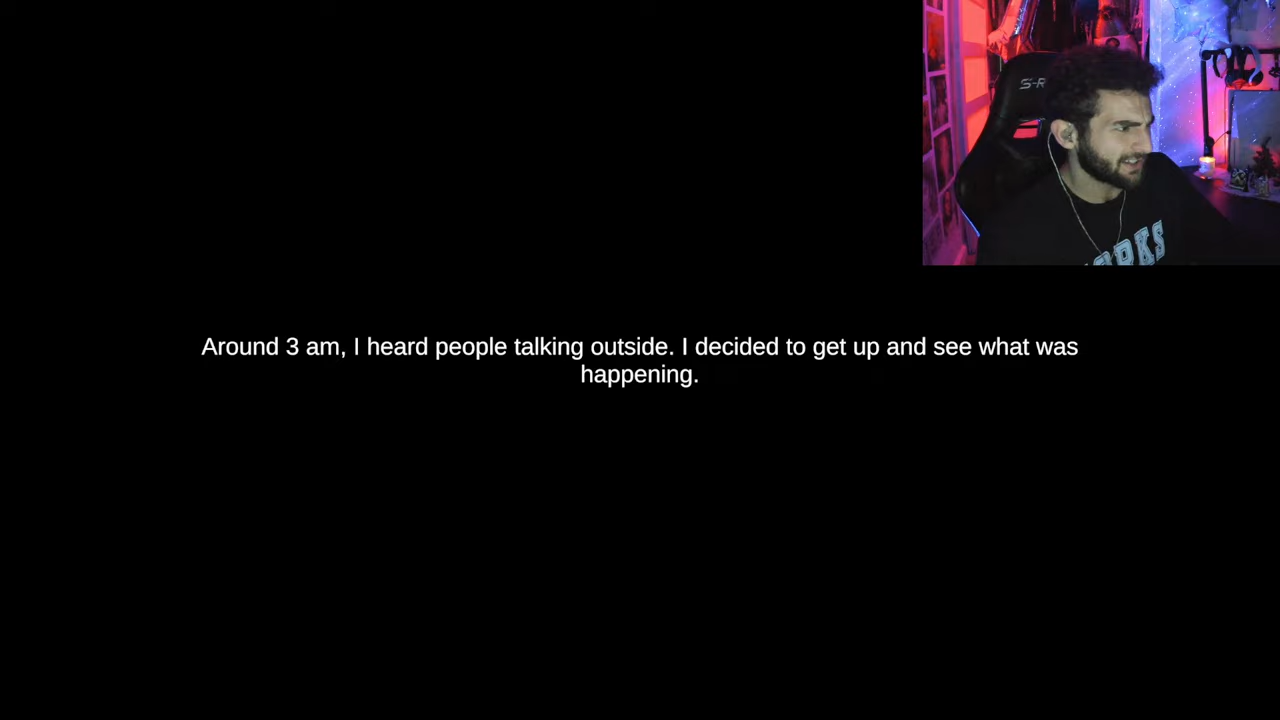 S-R
Around 3 am, I heard people talking outside. I decided to get up and see what was
happening.